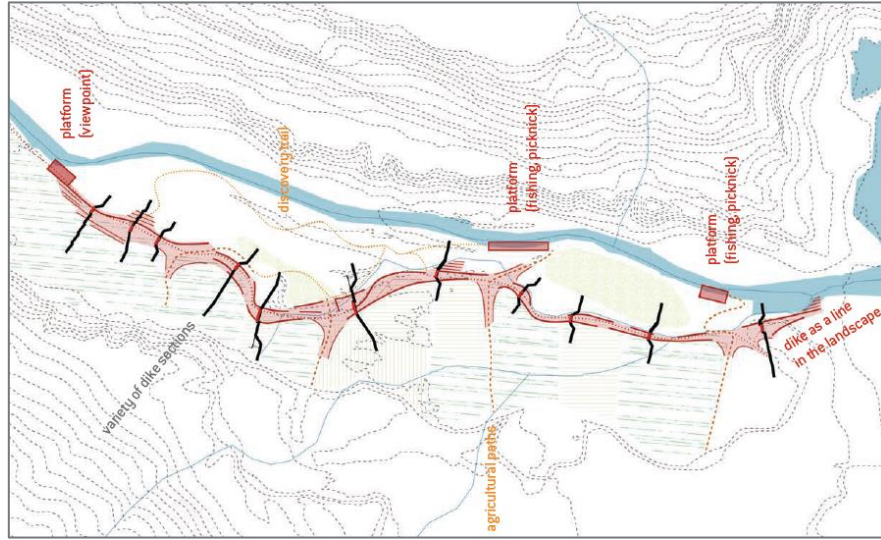 platform
(viewpoint)
discovery trail
platform
(fishing, picknick)
platform
(fishing, picknick)
dike as a line
in the landscape
variety of dike sections
agricultural paths